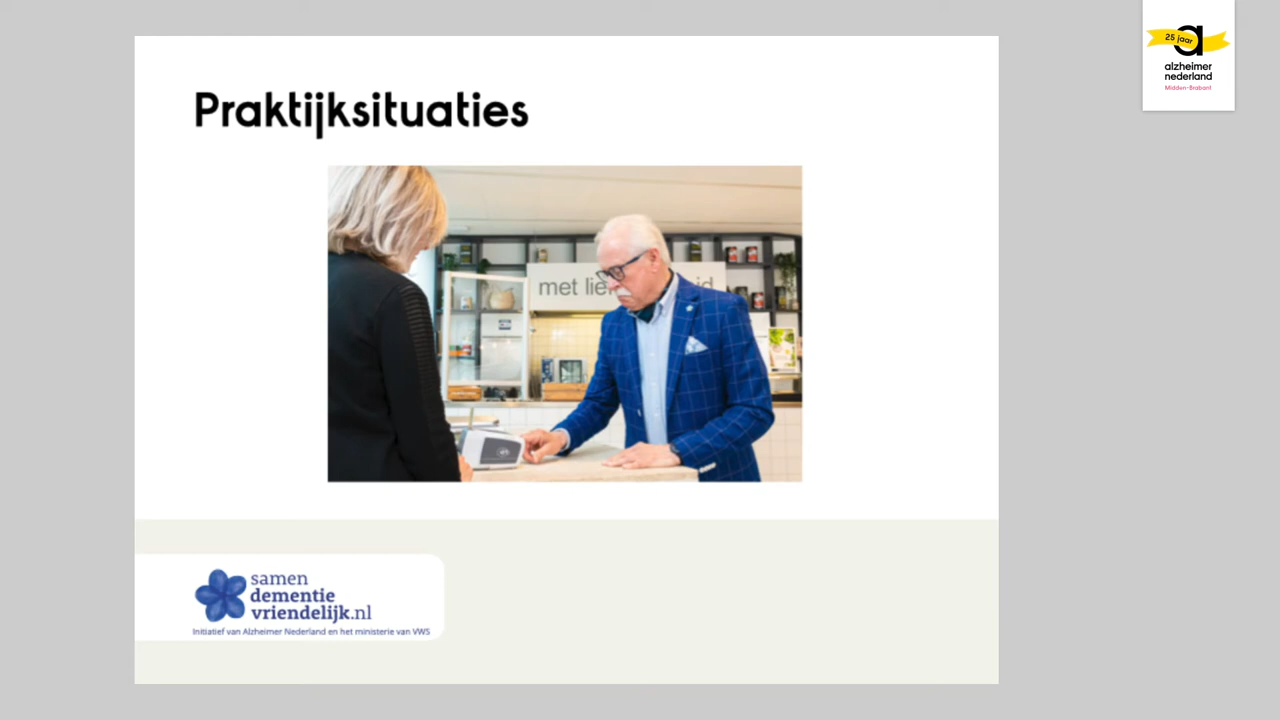 Praktijksituaties
met
samen
dementie
vriendelijk.nl
Initiatief van Alzheimer Nederland en het ministerie van VWS
25 jaar
a
alzheimer
nederland
Midden-Brabant